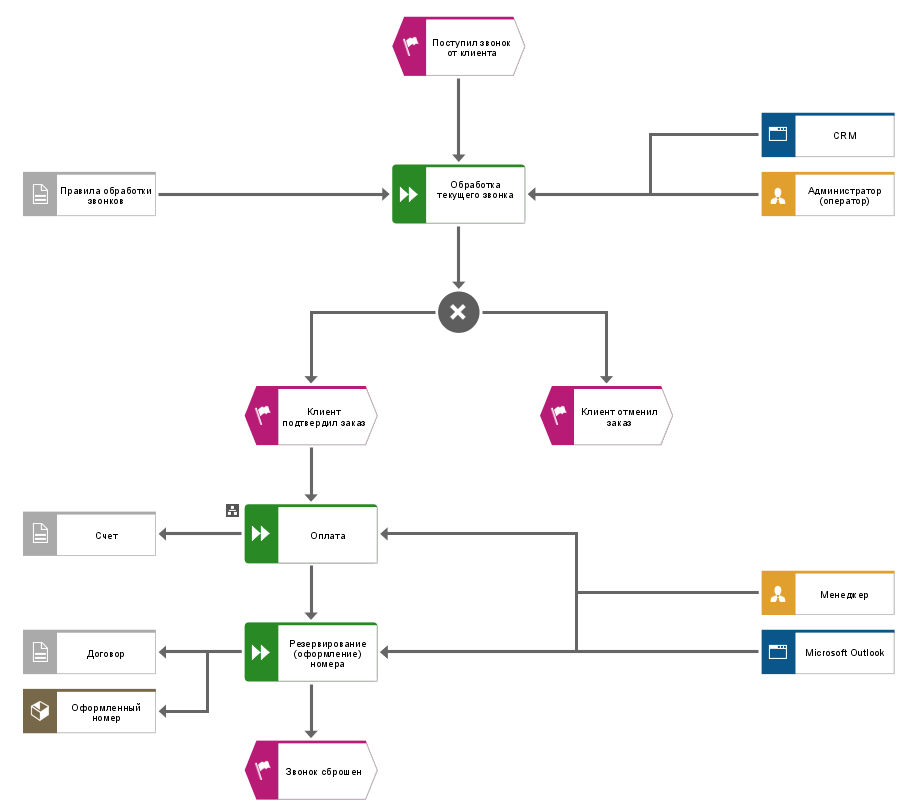 Поступил звонок
от клиента
CRM
Правила обработки
звонков
Обработка
текущего звонка
Администратор
(оператор)
Клиент
подтвердил заказ
Клиент отменил
заказ
Счет
Оплата
Менеджер
Договор
Резервирование
(оформление)
номера
Microsoft Outlook
Оформленный
номер
Звонок сброшен